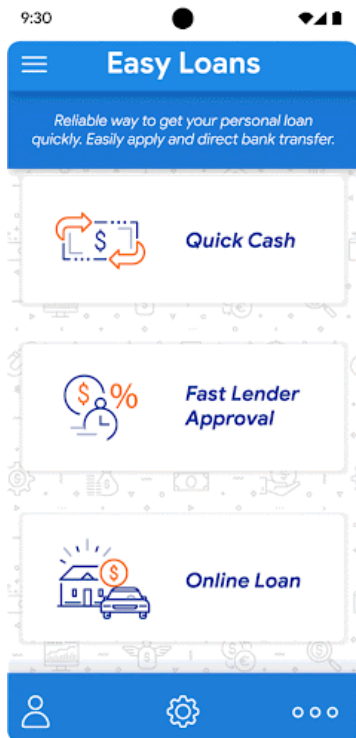 9:30
Easy Loans
Reliable way to get your personal loan
quickly. Easily apply and direct bank transfer.
$
Quick Cash
$ %
Fast Lender
Approval
$
Online Loan